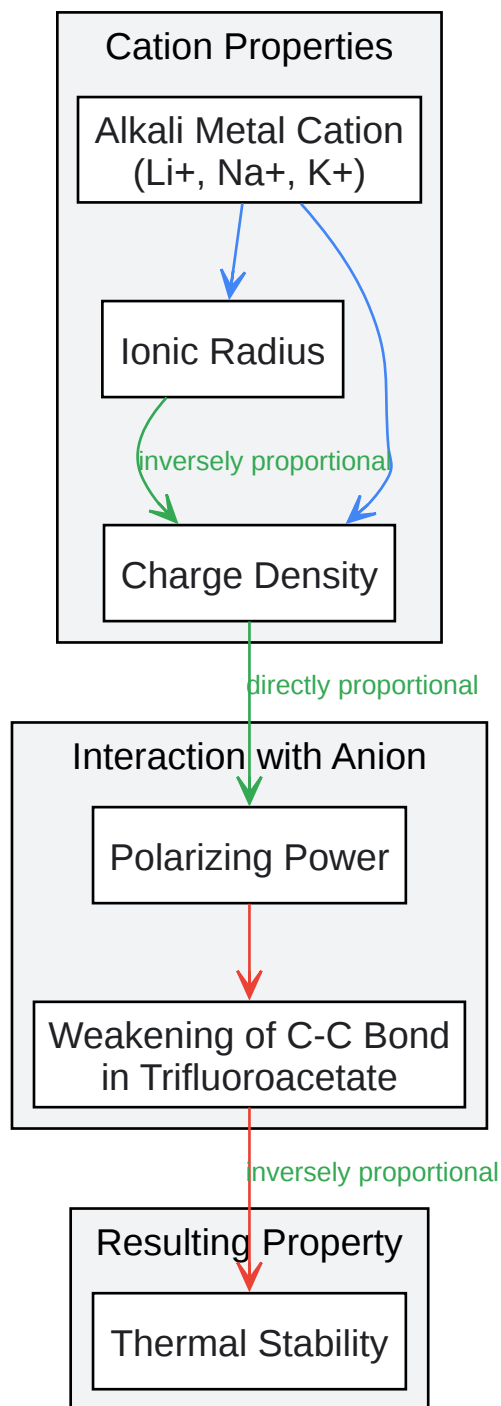 Cation Properties
Alkali Metal Cation
(Li+, Na+, K+)
Ionic Radius
inversely proportional
Charge Density
directly proportional
Interaction with Anion
Polarizing Power
Weakening of C-C Bond
in Trifluoroacetate
inversely proportional
Resulting Property
Thermal Stability